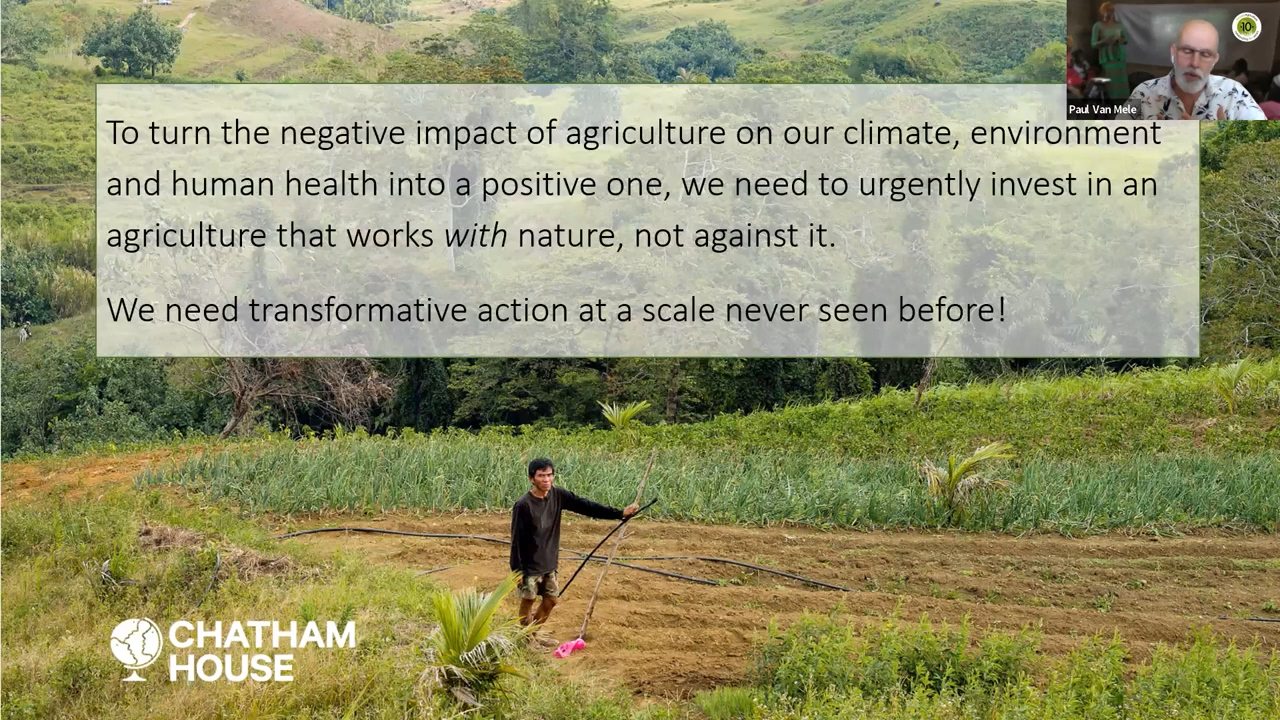 10
Paul Van Mele
To turn the negative impact of agriculture on our climate, environment
and human health into a positive one, we need to urgently invest in an
agriculture that works with nature, not against it.
We need transformative action at a scale never seen before!
CHATHAM
HOUSE